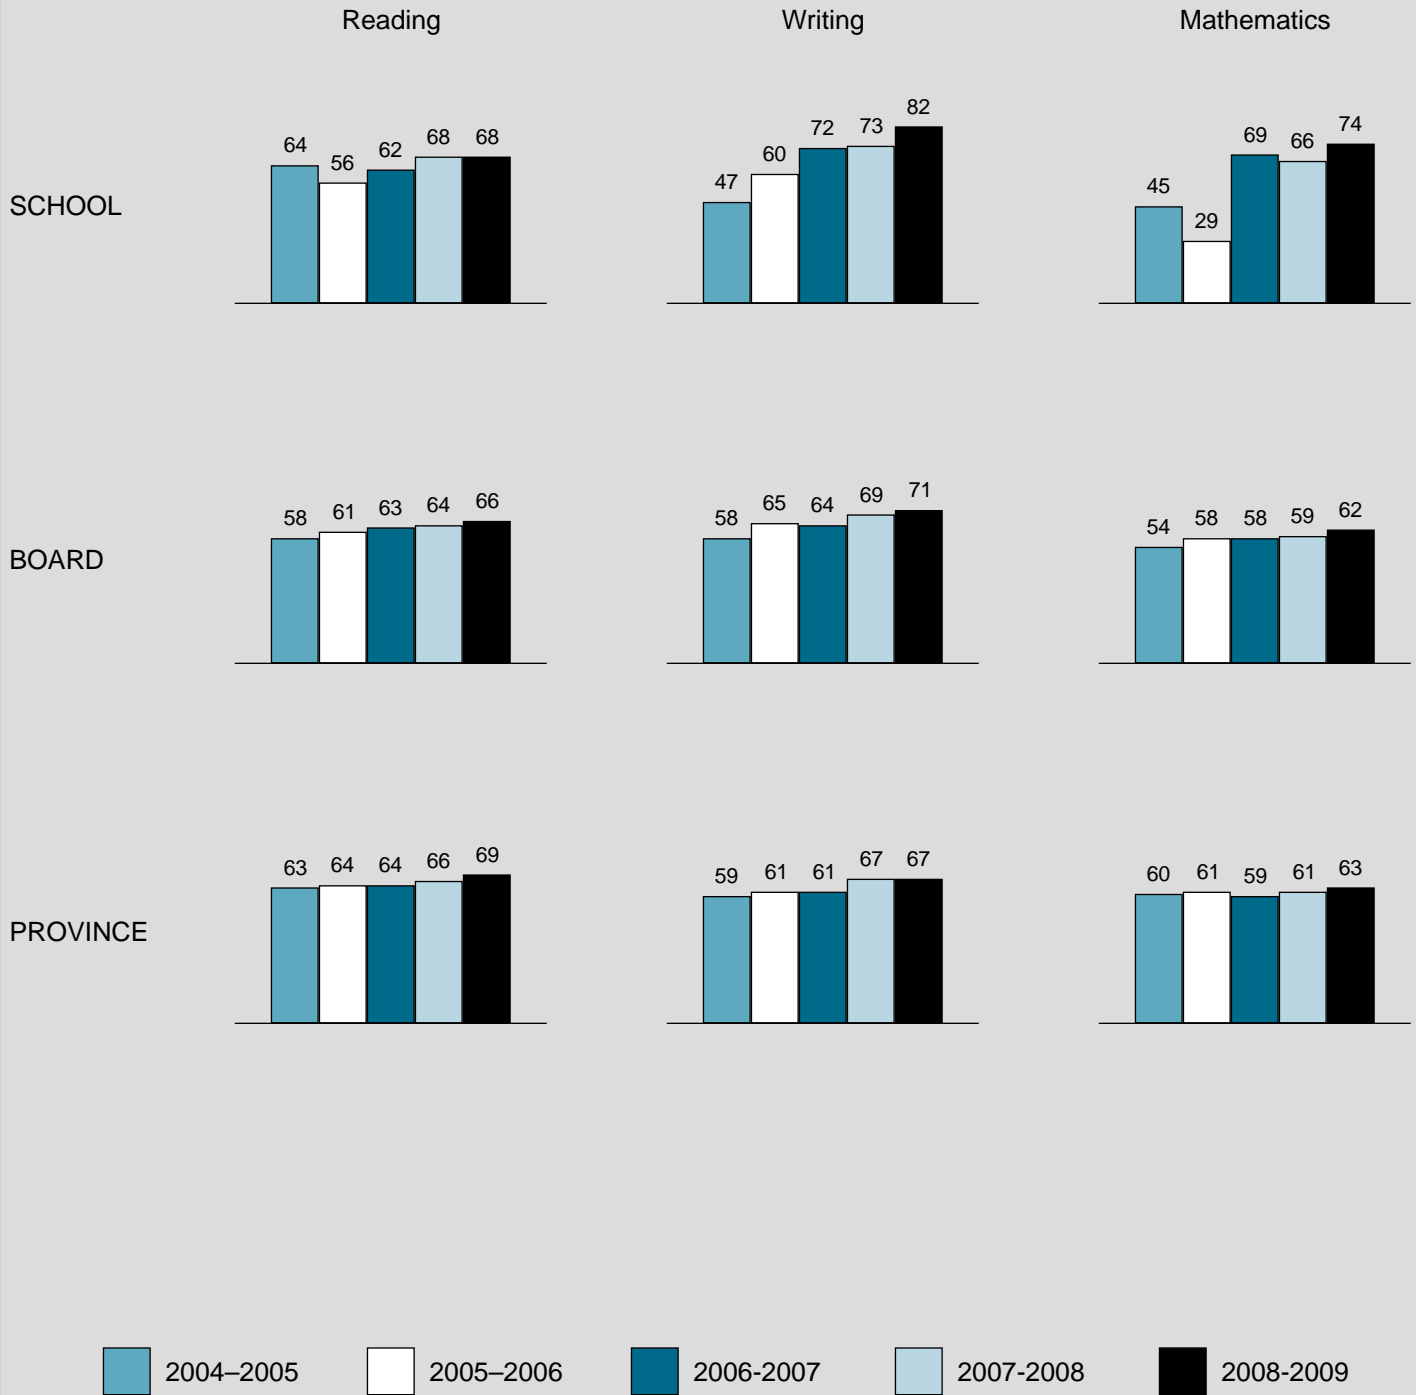 Reading Writing Mathematics
SCHOOL
64 56 62 68 68
47 60 72 73 82
45 29 69 66 74
BOARD
58 61 63 64 66
58 65 64 69 71
54 58 58 59 62
PROVINCE
63 64 64 66 69
59 61 61 67 67
60 61 59 61 63
2004–2005 2005–2006 2006-2007 2007-2008 2008-2009